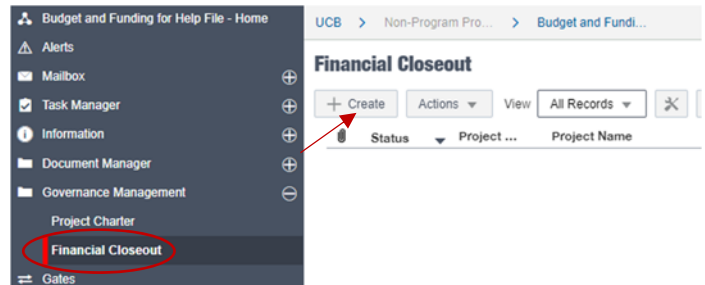 Budget and Funding for Help File - Home
Alerts
Mailbox
Task Manager
Information
Document Manager
Governance Management
Project Charter
Financial Closeout
Gates
UCB > Non-Program Pro... > Budget and Fundi...
Financial Closeout
+ Create Actions View All Records
Status Project ... Project Name